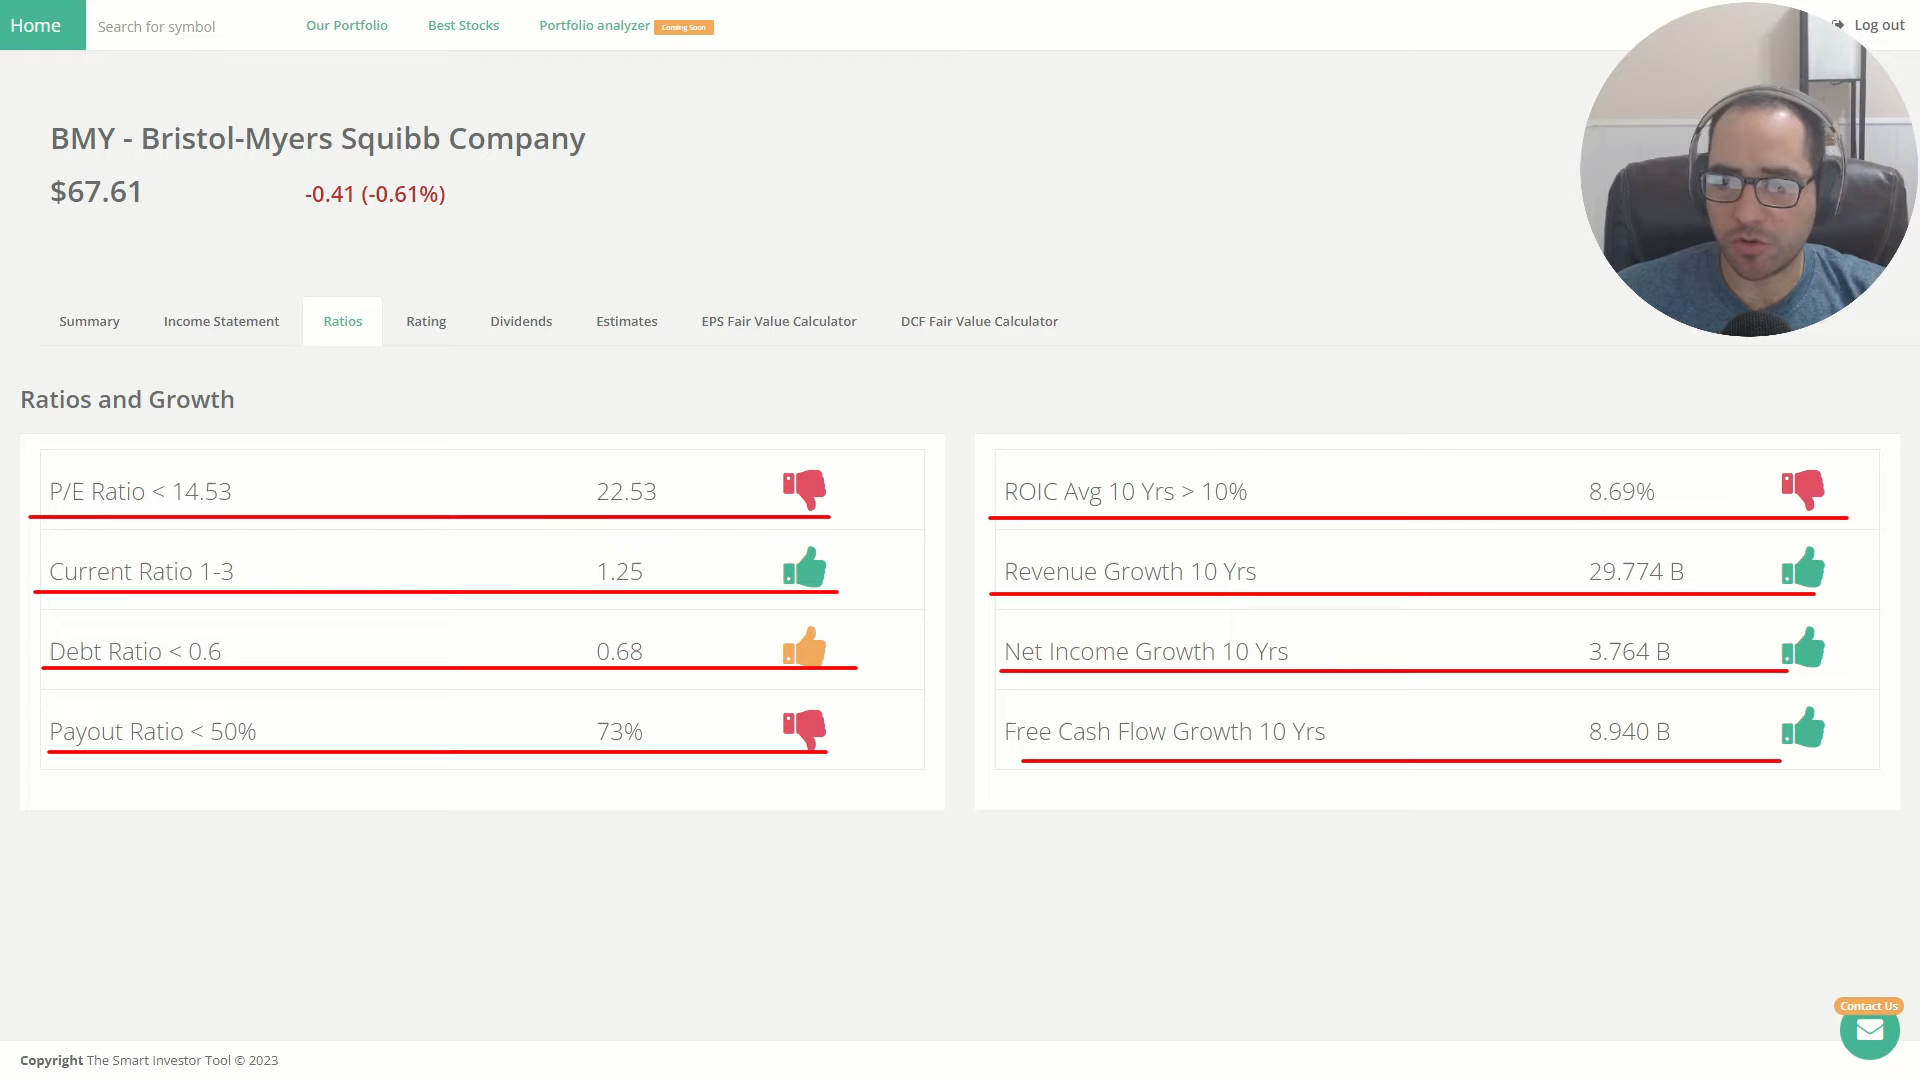 Home
Search for symbol
Our Portfolio
Best Stocks
Portfolio analyzer
Coming Soon
Log out
BMY - Bristol-Myers Squibb Company
$67.61
-0.41 (-0.61%)
Summary
Income Statement
Ratios
Rating
Dividends
Estimates
EPS Fair Value Calculator
DCF Fair Value Calculator
Ratios and Growth
P/E Ratio < 14.53 22.53
Current Ratio 1-3 1.25
Debt Ratio < 0.6 0.68
Payout Ratio < 50% 73%
ROIC Avg 10 Yrs > 10% 8.69%
Revenue Growth 10 Yrs 29.774 B
Net Income Growth 10 Yrs 3.764 B
Free Cash Flow Growth 10 Yrs 8.940 B
Contact Us
Copyright The Smart Investor Tool © 2023